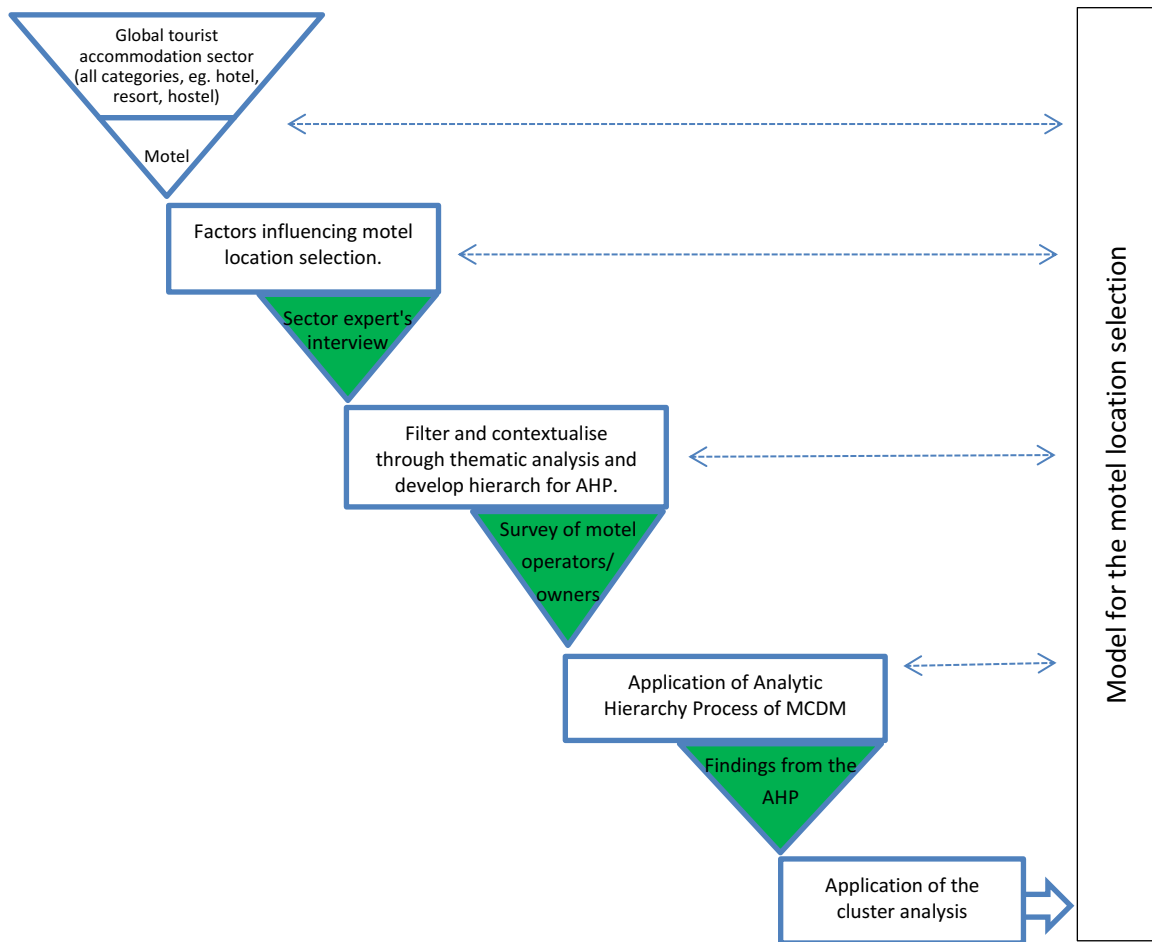 Global tourist
accommodation sector
(all categories, eg. hotel,
resort, hostel)
Motel
Factors influencing motel
location selection.
Sector expert's
interview
Filter and contextualise
through thematic analysis and
develop hierarch for AHP.
Survey of motel
operators/
owners
Application of Analytic
Hierarchy Process of MCDM
Findings from the
AHP
Application of the
cluster analysis
Model for the motel location selection